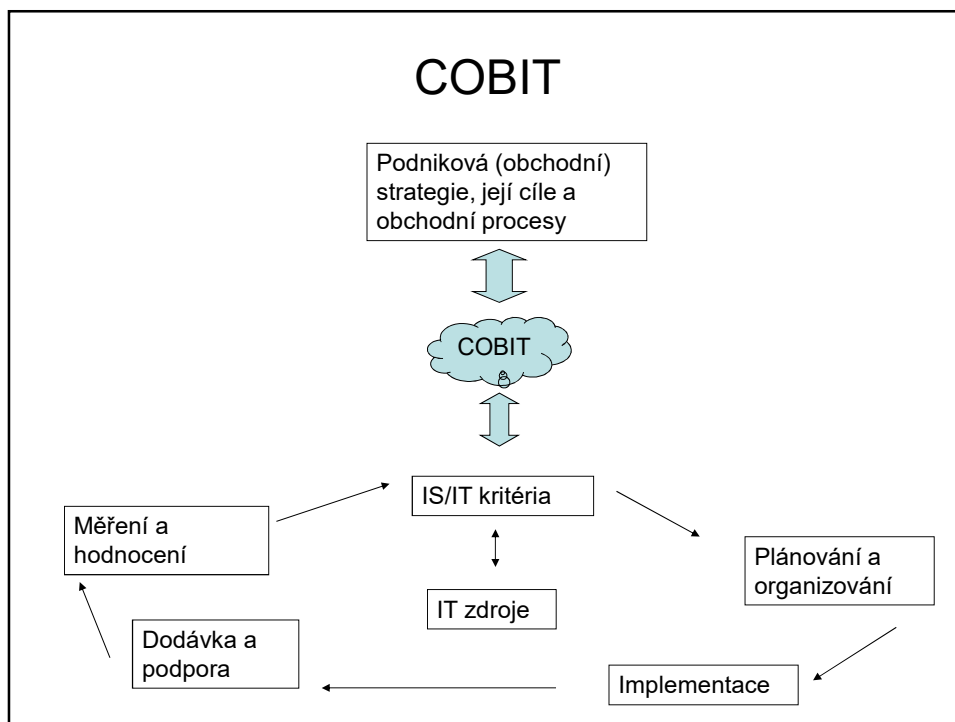 COBIT
Podniková (obchodní)
strategie, její cíle a
obchodní procesy
COBIT
IS/IT kritéria
Měření a
hodnocení
Plánování a
organizování
IT zdroje
Dodávka a
podpora
Implementace